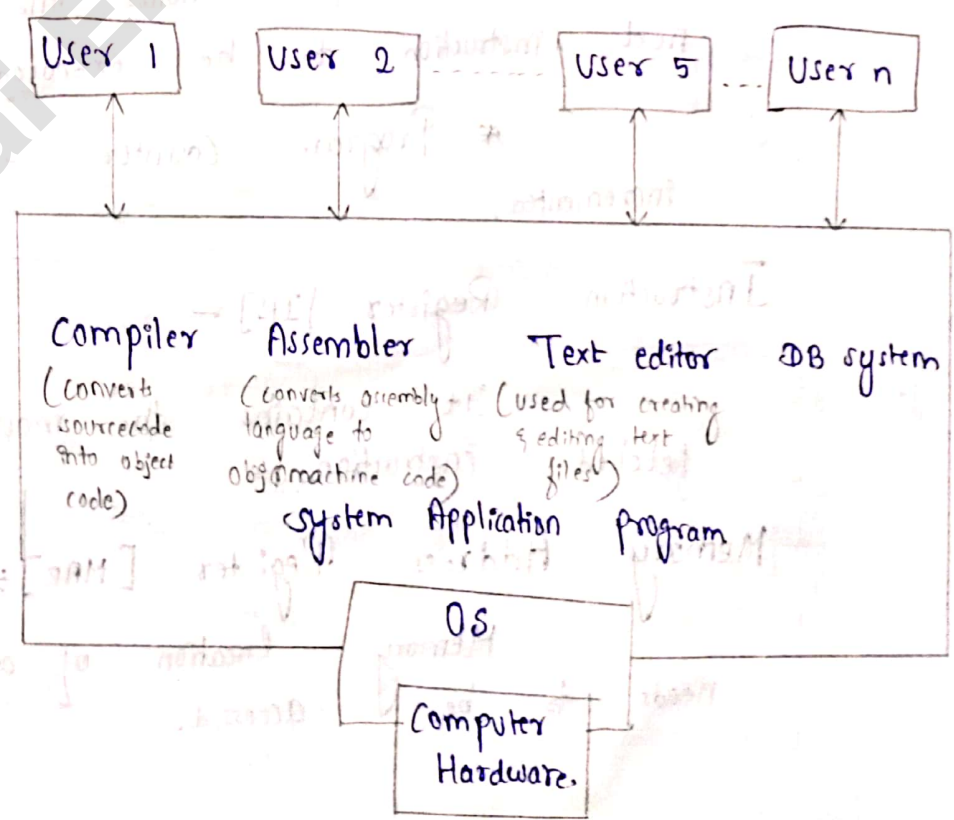 User 1
User 2
User 5
User n
Compiler
(converts
sourcecode
into object
code)
Assembler
(converts assembly
language to
obj or machine code)
Text editor
(used for creating
& editing text
files)
DB system
System Application program
OS
Computer
Hardware.